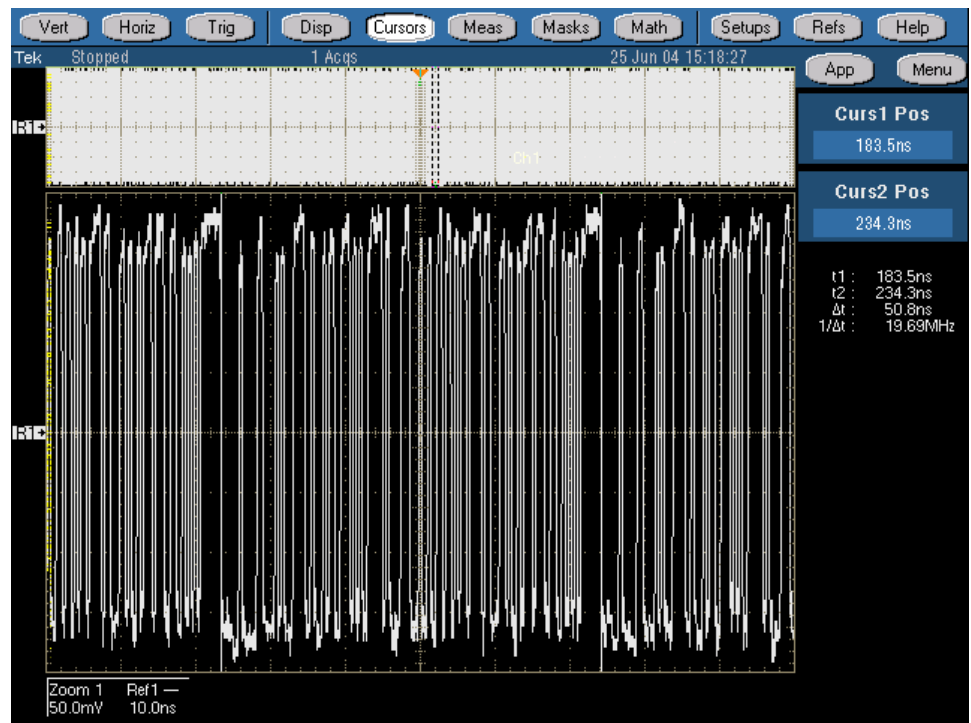 Vert Horiz Trig Disp Cursors Meas Masks Math Setups Refs Help
Tek Stopped 1 Acqs 25 Jun 04 15:18:27
App Menu
R1
Ch1
Curs1 Pos
183.5ns
Curs2 Pos
234.3ns
t1 : 183.5ns
t2 : 234.3ns
Δt : 50.8ns
1/Δt : 19.69MHz
R1
Zoom 1 Ref1
50.0mV 10.0ns